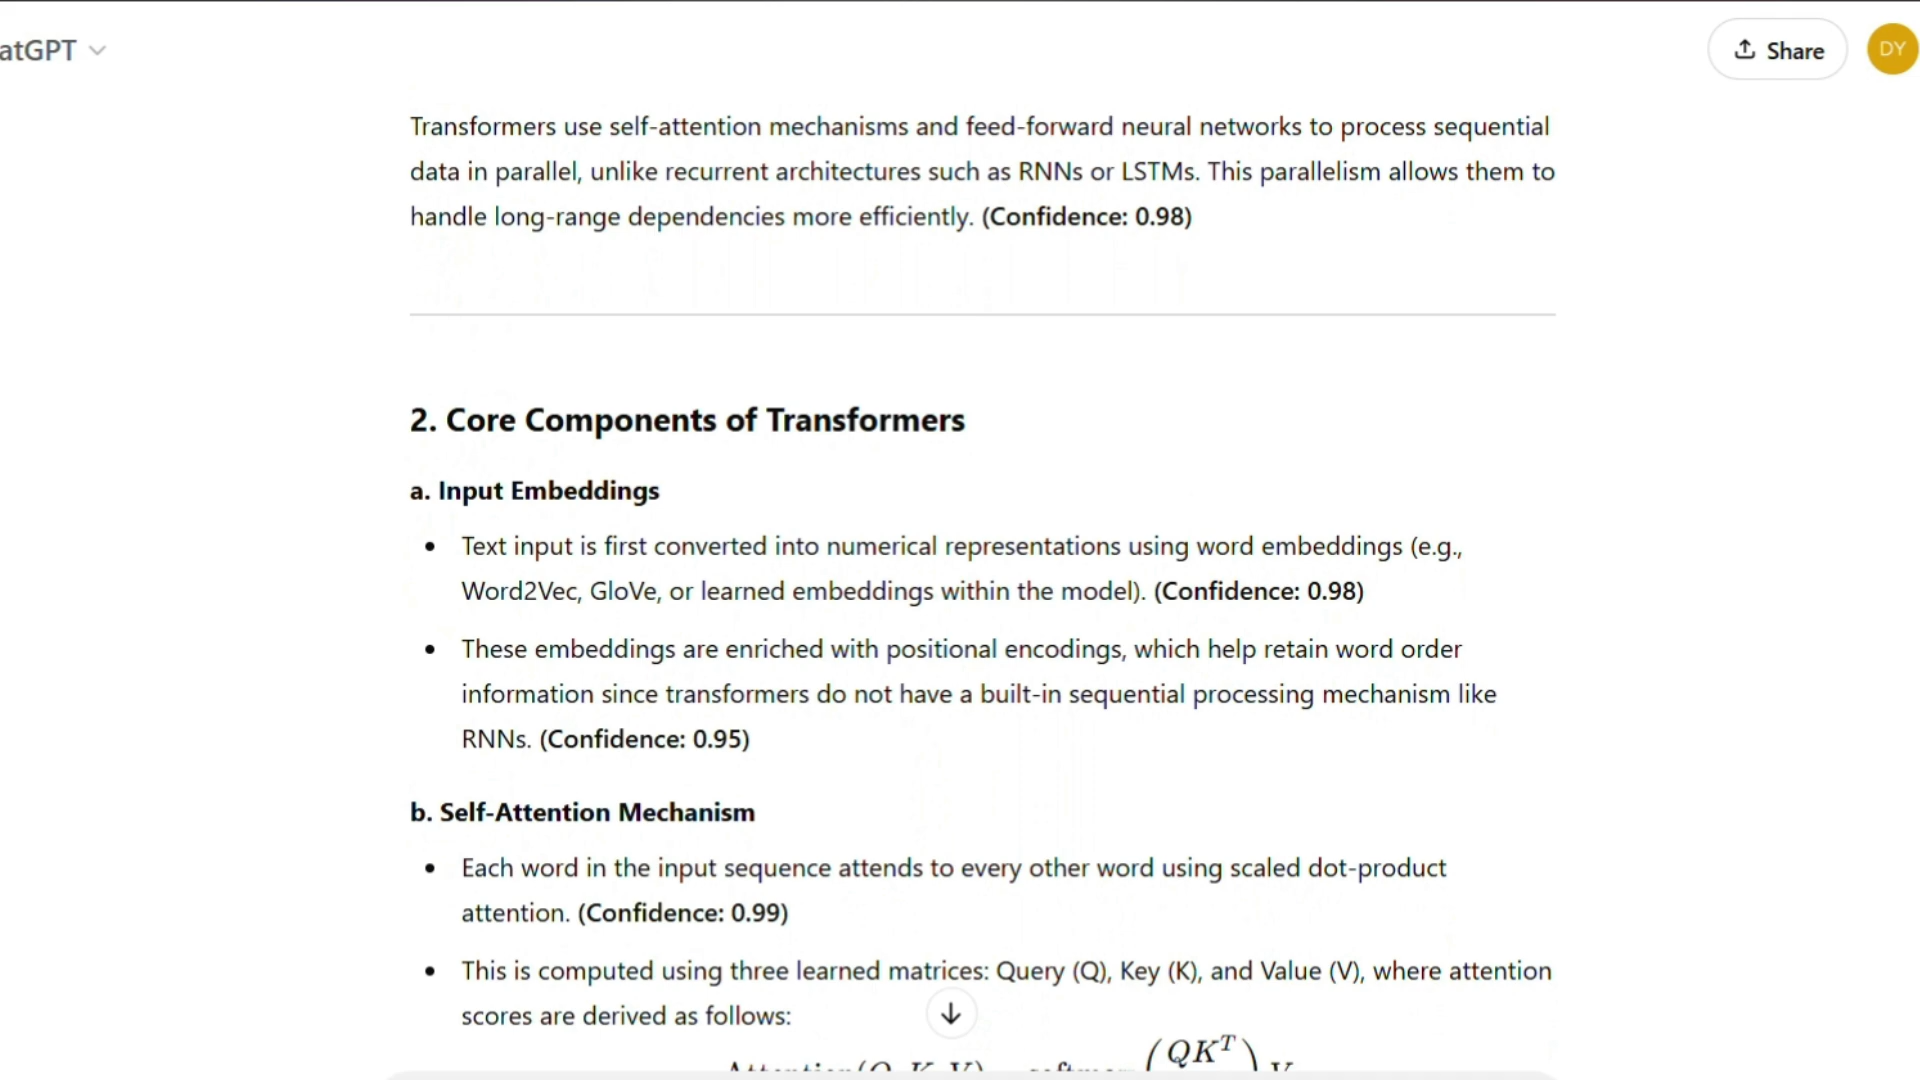 atGPT
Share
DY
Transformers use self-attention mechanisms and feed-forward neural networks to process sequential
data in parallel, unlike recurrent architectures such as RNNs or LSTMs. This parallelism allows them to
handle long-range dependencies more efficiently. (Confidence: 0.98)
2. Core Components of Transformers
a. Input Embeddings
• Text input is first converted into numerical representations using word embeddings (e.g.,
Word2Vec, GloVe, or learned embeddings within the model). (Confidence: 0.98)
• These embeddings are enriched with positional encodings, which help retain word order
information since transformers do not have a built-in sequential processing mechanism like
RNNs. (Confidence: 0.95)
b. Self-Attention Mechanism
• Each word in the input sequence attends to every other word using scaled dot-product
attention. (Confidence: 0.99)
• This is computed using three learned matrices: Query (Q), Key (K), and Value (V), where attention
scores are derived as follows:
(QK^T)